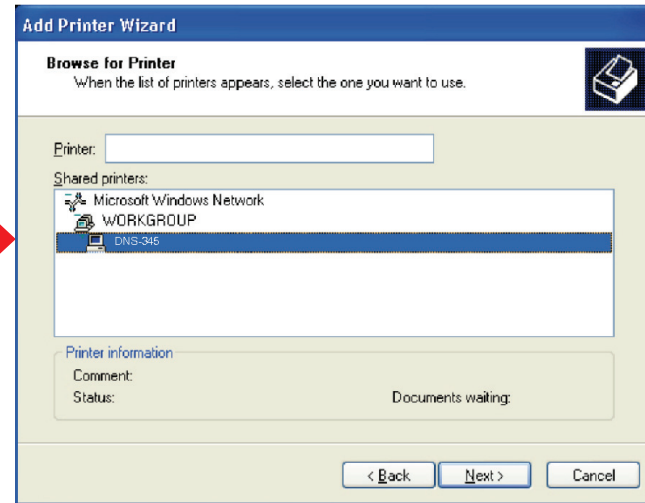 Add Printer Wizard
Browse for Printer
When the list of printers appears, select the one you want to use.
Printer:
Shared printers:
Microsoft Windows Network
WORKGROUP
DNS-345
Printer information
Comment:
Status:
Documents waiting:
< Back
Next >
Cancel